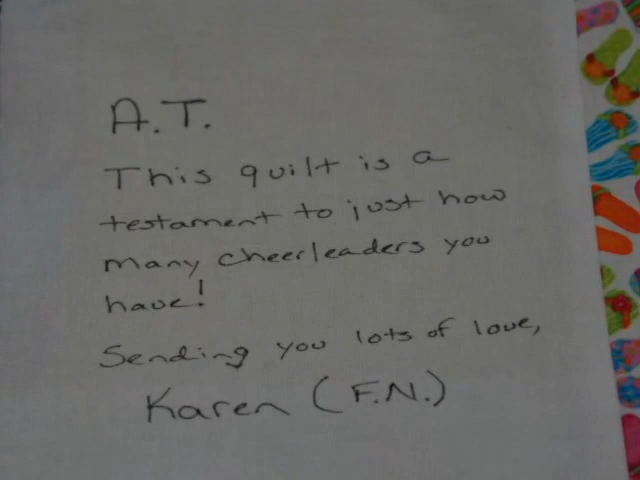 A.T.
This quilt is a
testament to just how
many cheerleaders you
have!
Sending you lots of love,
Karen (F.N.)